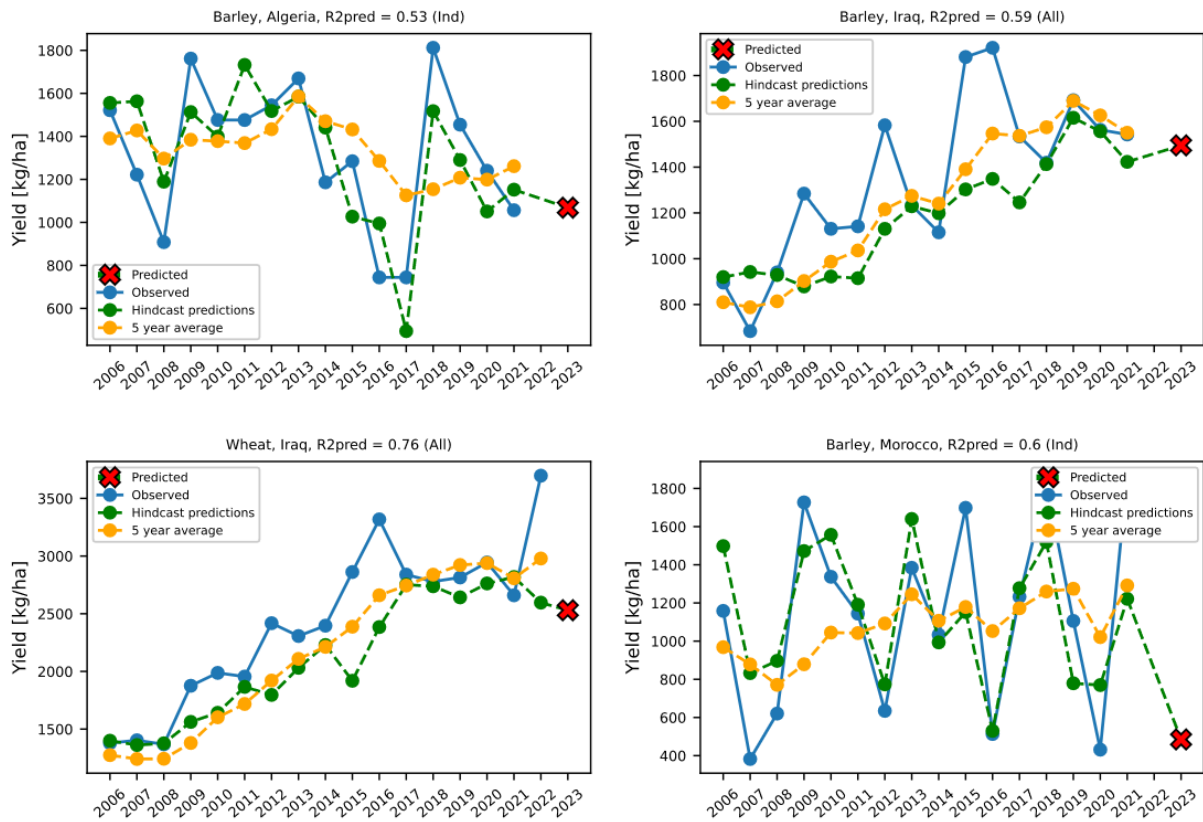 Barley, Algeria, R2pred = 0.53 (Ind)
Yield [kg/ha]
1800
1600
1400
1200
1000
800
600
Predicted
Observed
Hindcast predictions
5 year average
2006 2007 2008 2009 2010 2011 2012 2013 2014 2015 2016 2017 2018 2019 2020 2021 2022 2023
Barley, Iraq, R2pred = 0.59 (All)
Yield [kg/ha]
1800
1600
1400
1200
1000
800
Predicted
Observed
Hindcast predictions
5 year average
2006 2007 2008 2009 2010 2011 2012 2013 2014 2015 2016 2017 2018 2019 2020 2021 2022 2023
Wheat, Iraq, R2pred = 0.76 (All)
Yield [kg/ha]
3500
3000
2500
2000
1500
Predicted
Observed
Hindcast predictions
5 year average
2006 2007 2008 2009 2010 2011 2012 2013 2014 2015 2016 2017 2018 2019 2020 2021 2022 2023
Barley, Morocco, R2pred = 0.6 (Ind)
Yield [kg/ha]
1800
1600
1400
1200
1000
800
600
400
Predicted
Observed
Hindcast predictions
5 year average
2006 2007 2008 2009 2010 2011 2012 2013 2014 2015 2016 2017 2018 2019 2020 2021 2022 2023